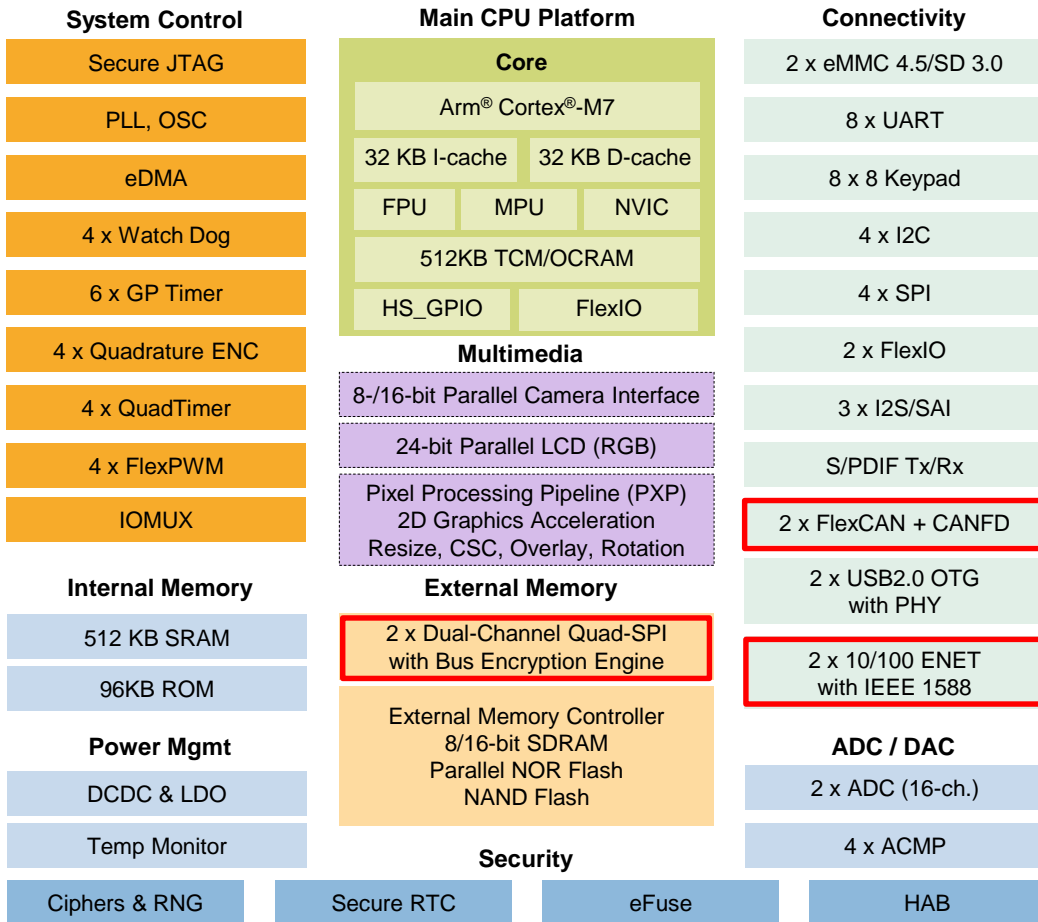 System Control
Secure JTAG
PLL, OSC
eDMA
4 x Watch Dog
6 x GP Timer
4 x Quadrature ENC
4 x QuadTimer
4 x FlexPWM
IOMUX
Internal Memory
512 KB SRAM
96KB ROM
Power Mgmt
DCDC & LDO
Temp Monitor
Main CPU Platform
Core
Arm® Cortex®-M7
32 KB I-cache
32 KB D-cache
FPU
MPU
NVIC
512KB TCM/OCRAM
HS_GPIO
FlexIO
Multimedia
8-/16-bit Parallel Camera Interface
24-bit Parallel LCD (RGB)
Pixel Processing Pipeline (PXP)
2D Graphics Acceleration
Resize, CSC, Overlay, Rotation
External Memory
2 x Dual-Channel Quad-SPI
with Bus Encryption Engine
External Memory Controller
8/16-bit SDRAM
Parallel NOR Flash
NAND Flash
Connectivity
2 x eMMC 4.5/SD 3.0
8 x UART
8 x 8 Keypad
4 x I2C
4 x SPI
2 x FlexIO
3 x I2S/SAI
S/PDIF Tx/Rx
2 x FlexCAN + CANFD
2 x USB2.0 OTG
with PHY
2 x 10/100 ENET
with IEEE 1588
ADC / DAC
2 x ADC (16-ch.)
4 x ACMP
Security
Ciphers & RNG
Secure RTC
eFuse
HAB